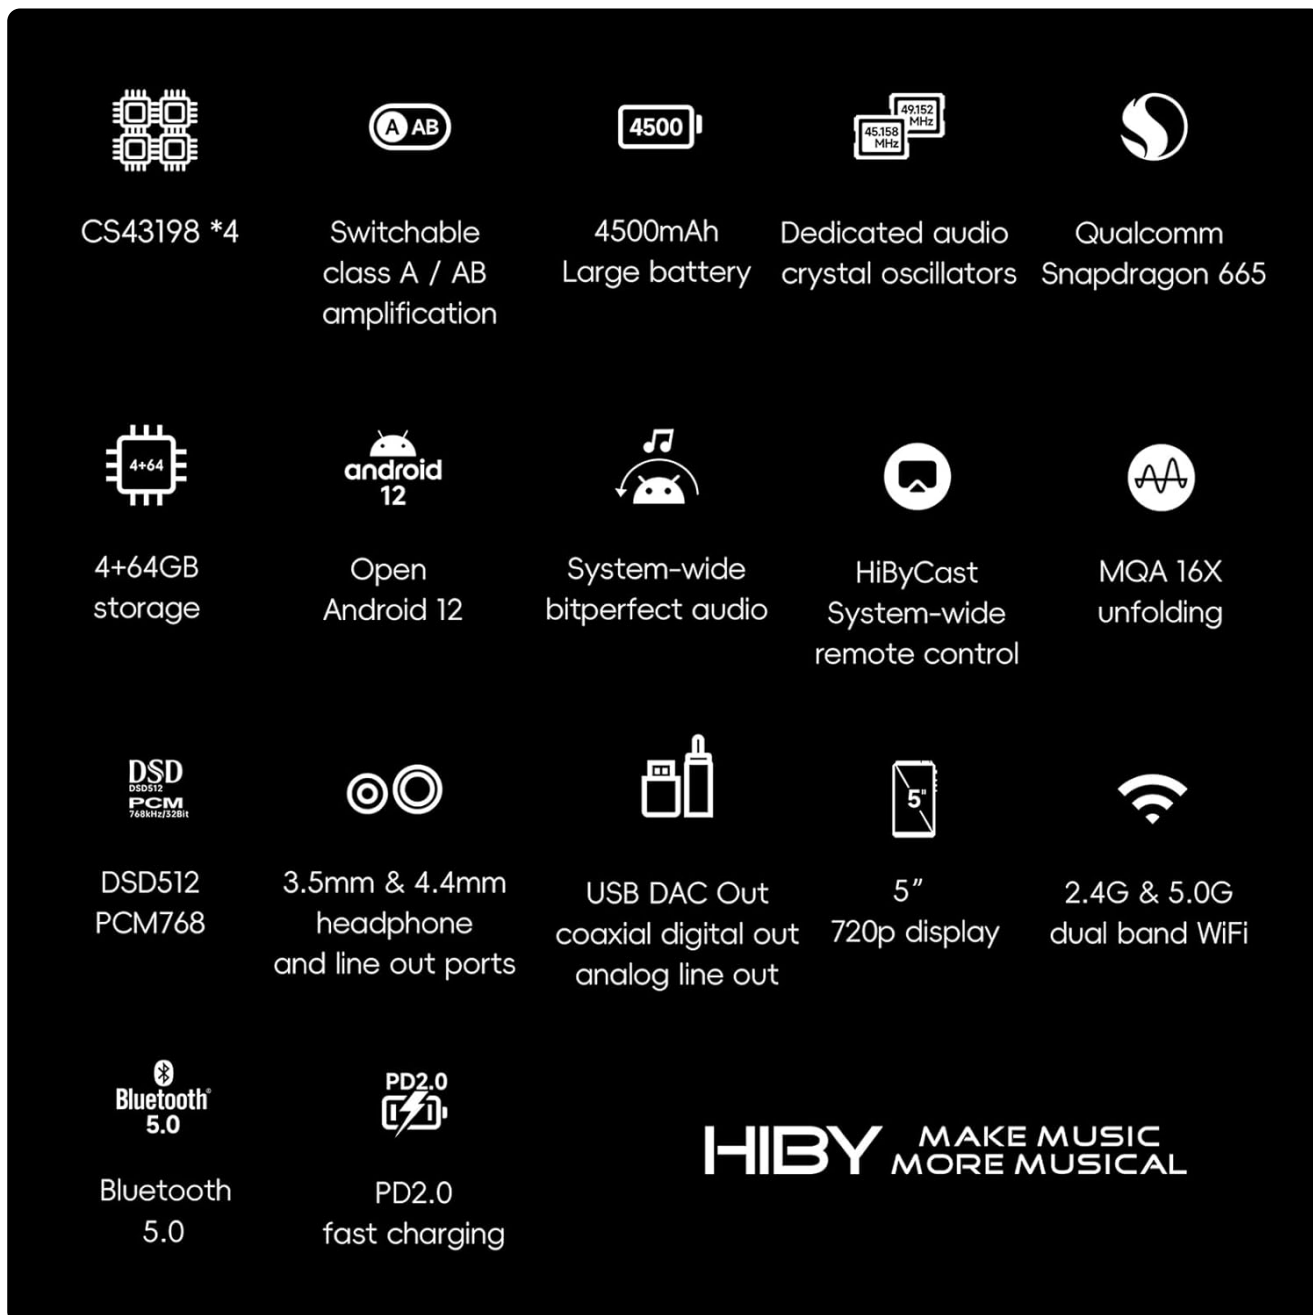 A AB
4500
49.152
MHz
45.158
MHz
CS43198 *4
Switchable
class A / AB
amplification
4500mAh
Large battery
Dedicated audio
crystal oscillators
Qualcomm
Snapdragon 665
4+64
android
12
4+64GB
storage
Open
Android 12
System-wide
bitperfect audio
HiByCast
System-wide
remote control
MQA 16X
unfolding
DSD
DSD512
PCM
768kHz/32Bit
5"
DSD512
PCM768
3.5mm & 4.4mm
headphone
and line out ports
USB DAC Out
coaxial digital out
analog line out
5”
720p display
2.4G & 5.0G
dual band WiFi
Bluetooth®
5.0
PD2.0
Bluetooth
5.0
PD2.0
fast charging
HIBY
MAKE MUSIC
MORE MUSICAL